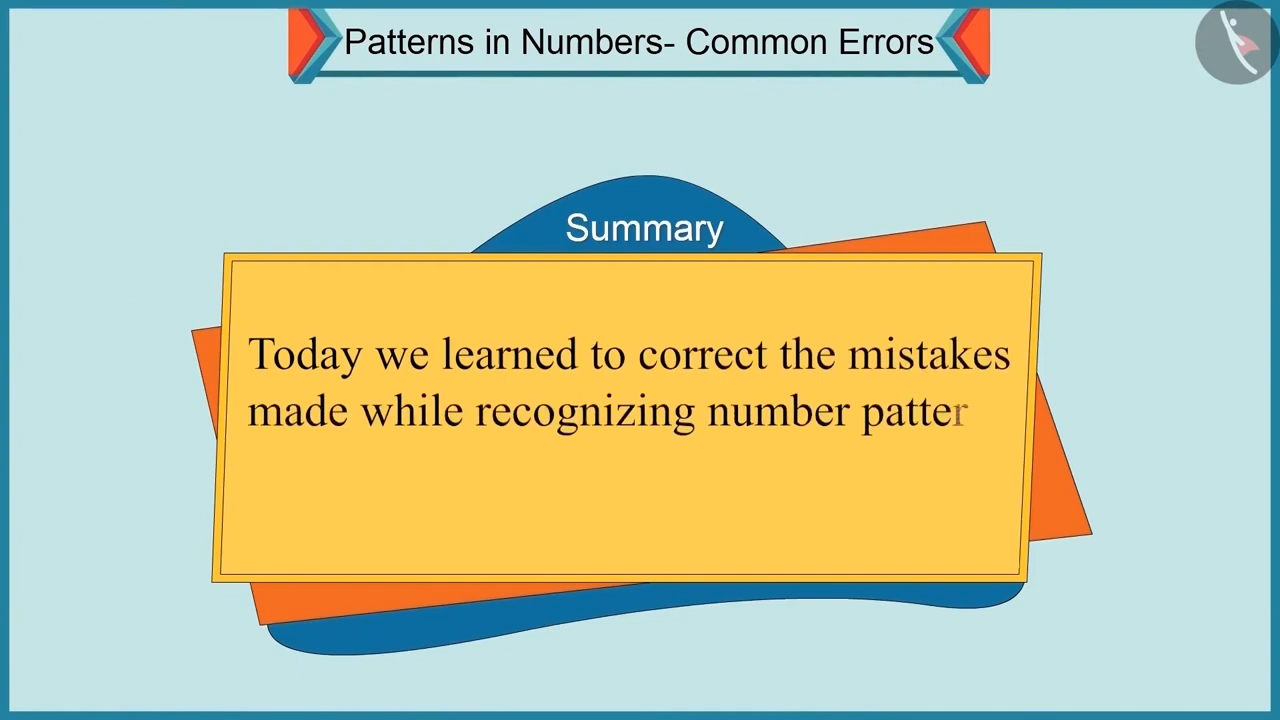 Patterns in Numbers- Common Errors
Summary
Today we learned to correct the mistakes
made while recognizing number patter